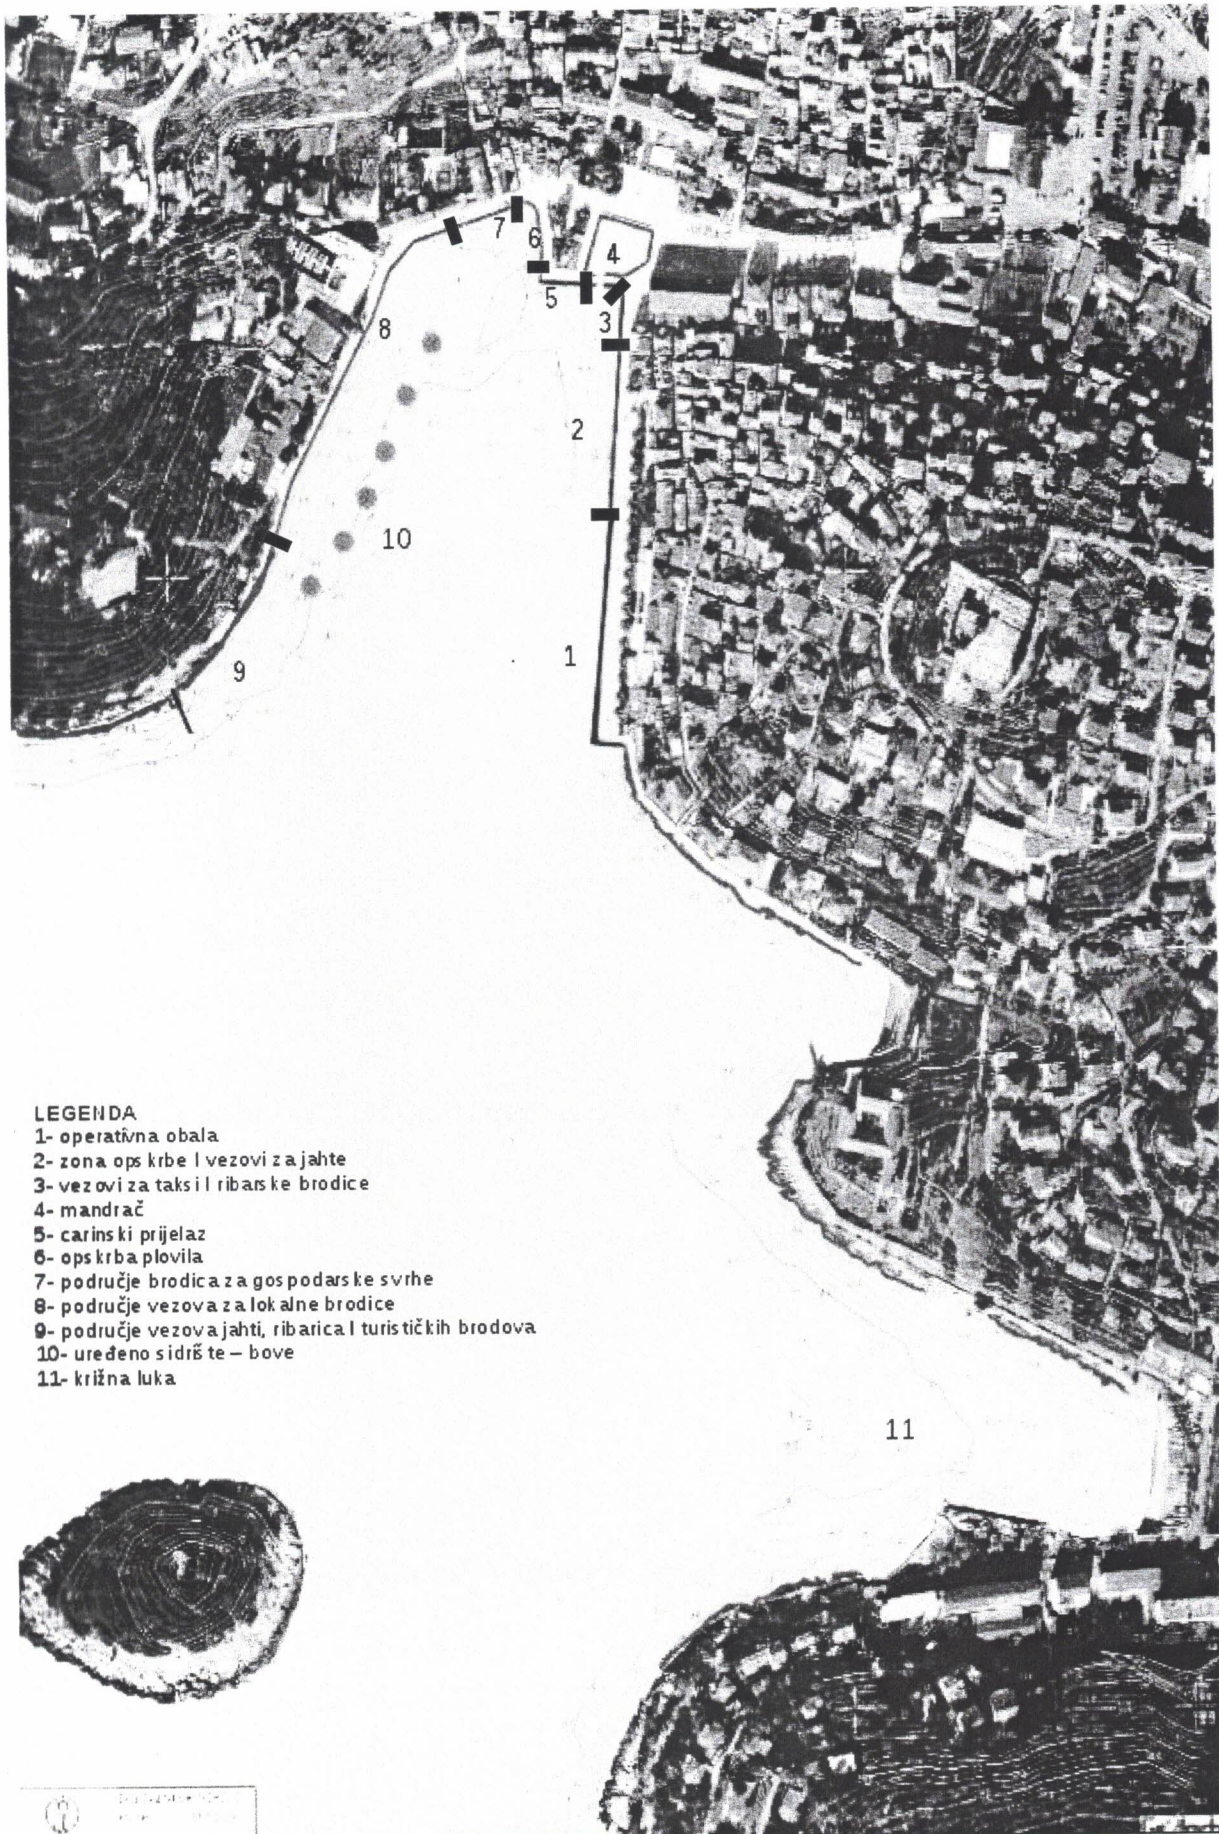 7
6
4
5
3
8
2
10
1
9
LEGENDA
1- operativna obala
2- zona opskrbe I vezovi za jahte
3- vezovi za taksi I ribarske brodice
4- mandrač
5- carinski prijelaz
6- opskrba plovila
7- područje brodica za gospodarske svrhe
8- područje vezova za lokalne brodice
9- područje vezova jahti, ribarica I turističkih brodova
10- uređeno sidrište – bove
11- križna luka
11